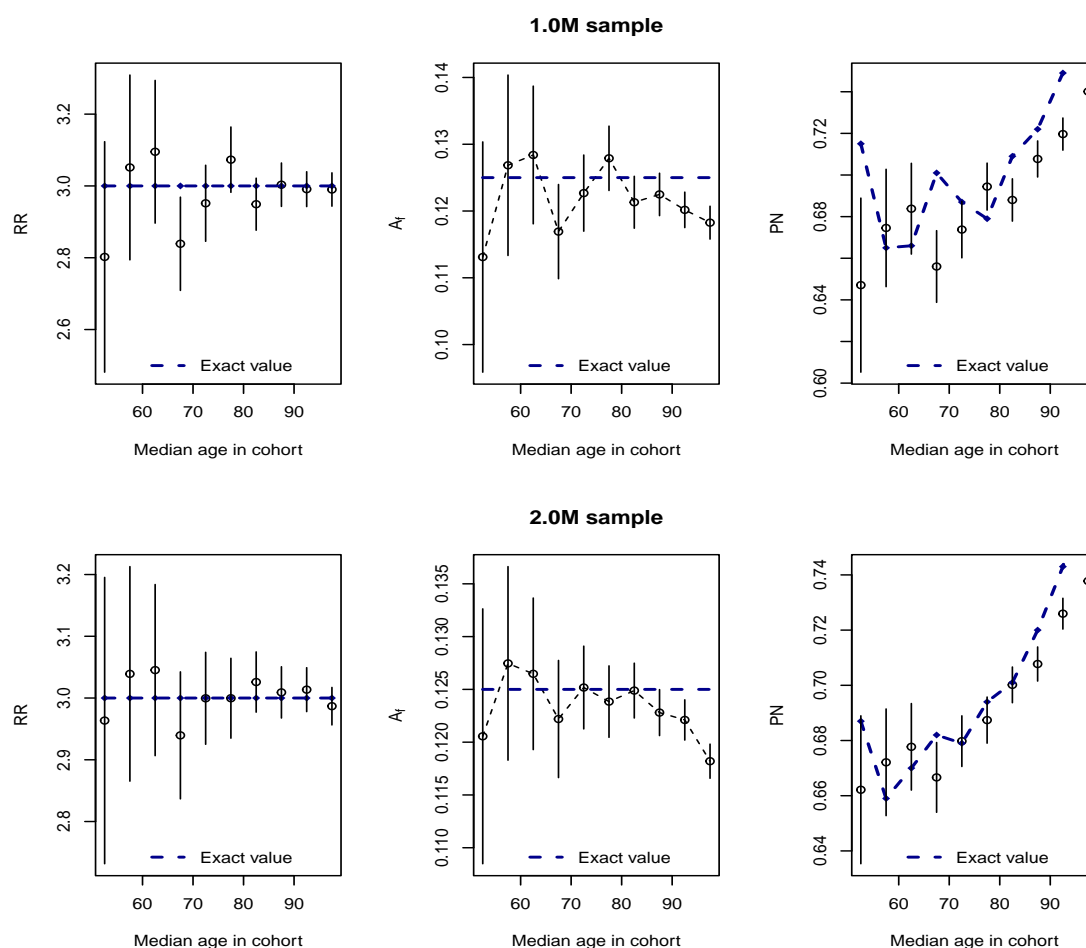 1.0M sample
RR
2.6 2.8 3.0 3.2
60 70 80 90
Median age in cohort
Exact value
Af
0.10 0.11 0.12 0.13 0.14
60 70 80 90
Median age in cohort
Exact value
PN
0.60 0.64 0.68 0.72
60 70 80 90
Median age in cohort
Exact value
2.0M sample
RR
2.8 2.9 3.0 3.1 3.2
60 70 80 90
Median age in cohort
Exact value
Af
0.110 0.115 0.120 0.125 0.130 0.135
60 70 80 90
Median age in cohort
Exact value
PN
0.64 0.66 0.68 0.70 0.72 0.74
60 70 80 90
Median age in cohort
Exact value